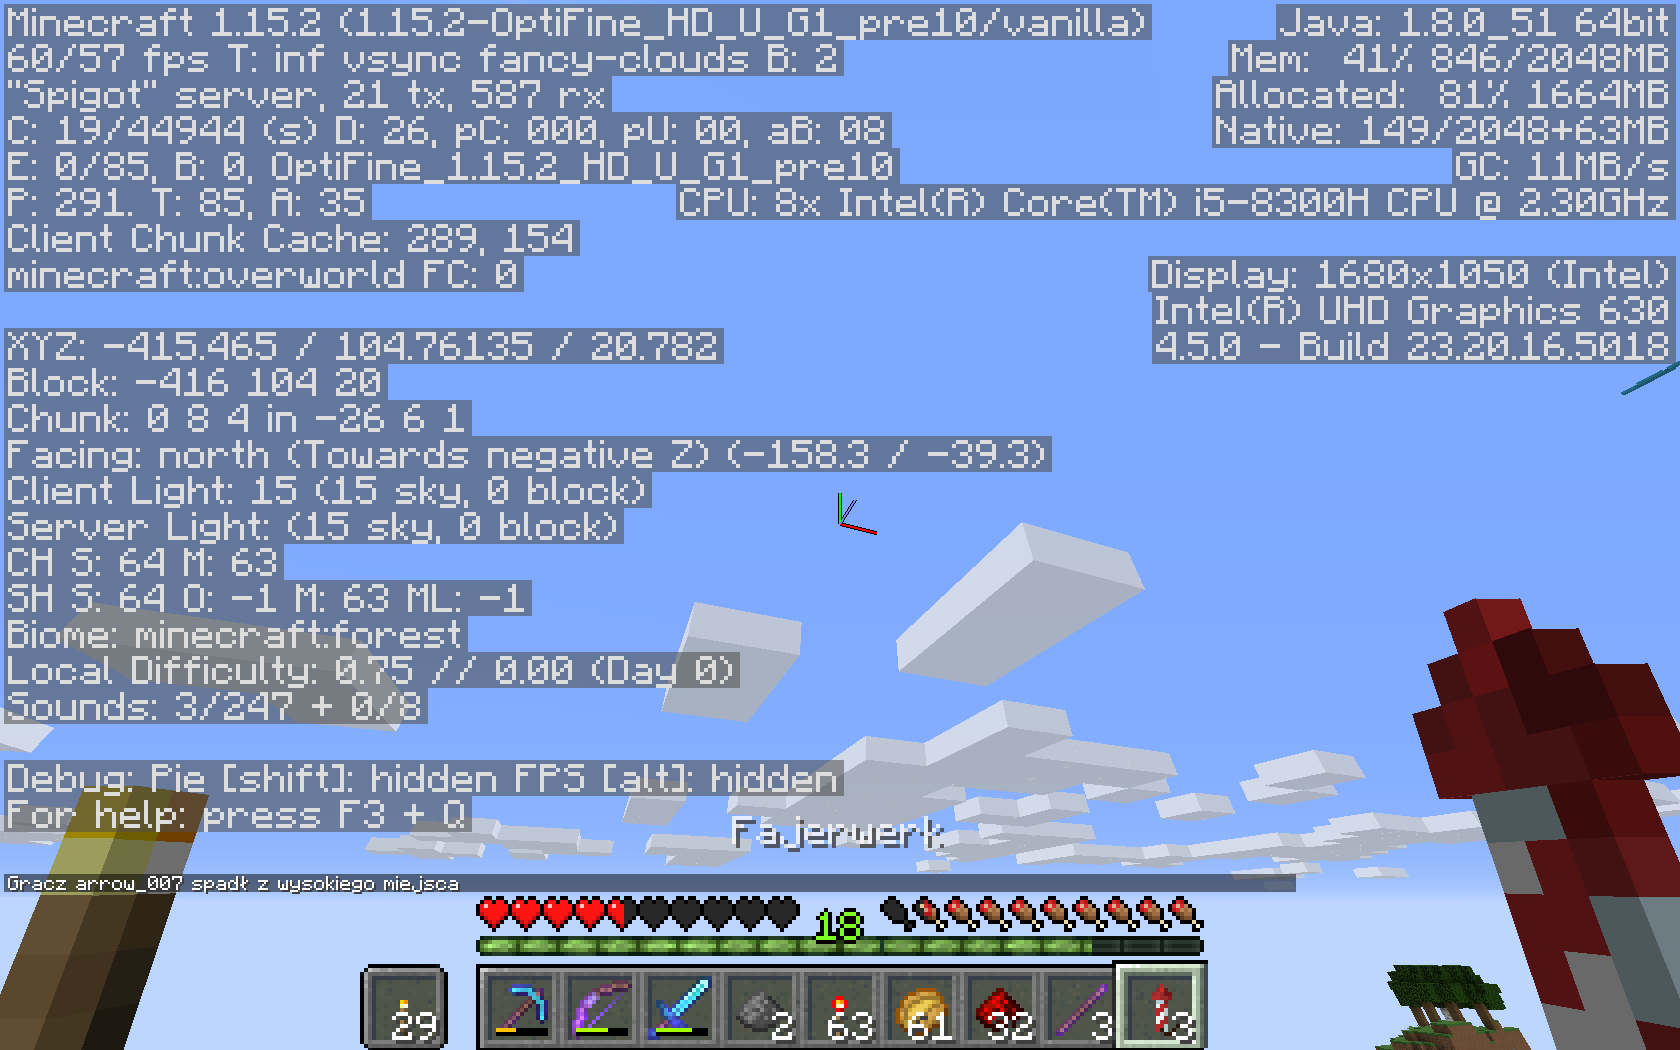 Minecraft 1.15.2 (1.15.2-OptiFine_HD_U_G1_pre10/vanilla)
60/57 fps T: inf vsync fancy-clouds B: 2
"Spigot" server, 21 tx, 587 rx
C: 19/44944 (s) D: 26, pC: 000, pU: 00, aB: 08
E: 0/85, B: 0, OptiFine_1.15.2_HD_U_G1_pre10
P: 291. T: 85, A: 35
Client Chunk Cache: 289, 154
minecraft:overworld FC: 0
XYZ: -415.465 / 104.76135 / 20.782
Block: -416 104 20
Chunk: 0 8 4 in -26 6 1
Facing: north (Towards negative Z) (-158.3 / -39.3)
Client Light: 15 (15 sky, 0 block)
Server Light: (15 sky, 0 block)
CH S: 64 M: 63
SH S: 64 O: -1 M: 63 ML: -1
Biome: minecraft:forest
Local Difficulty: 0.75 // 0.00 (Day 0)
Sounds: 3/247 + 0/8
Debug: Pie [shift]: hidden FPS [alt]: hidden
For help: press F3 + Q
Java: 1.8.0_51 64bit
Mem: 41% 846/2048MB
Allocated: 81% 1664MB
Native: 149/2048+63MB
GC: 11MB/s
CPU: 8x Intel(R) Core(TM) i5-8300H CPU @ 2.30GHz
Display: 1680x1050 (Intel)
Intel(R) UHD Graphics 630
4.5.0 - Build 23.20.16.5018
Fajerwerk
Gracz arrow_007 spadł z wysokiego miejsca
18
29
2
63
61
32
3
13